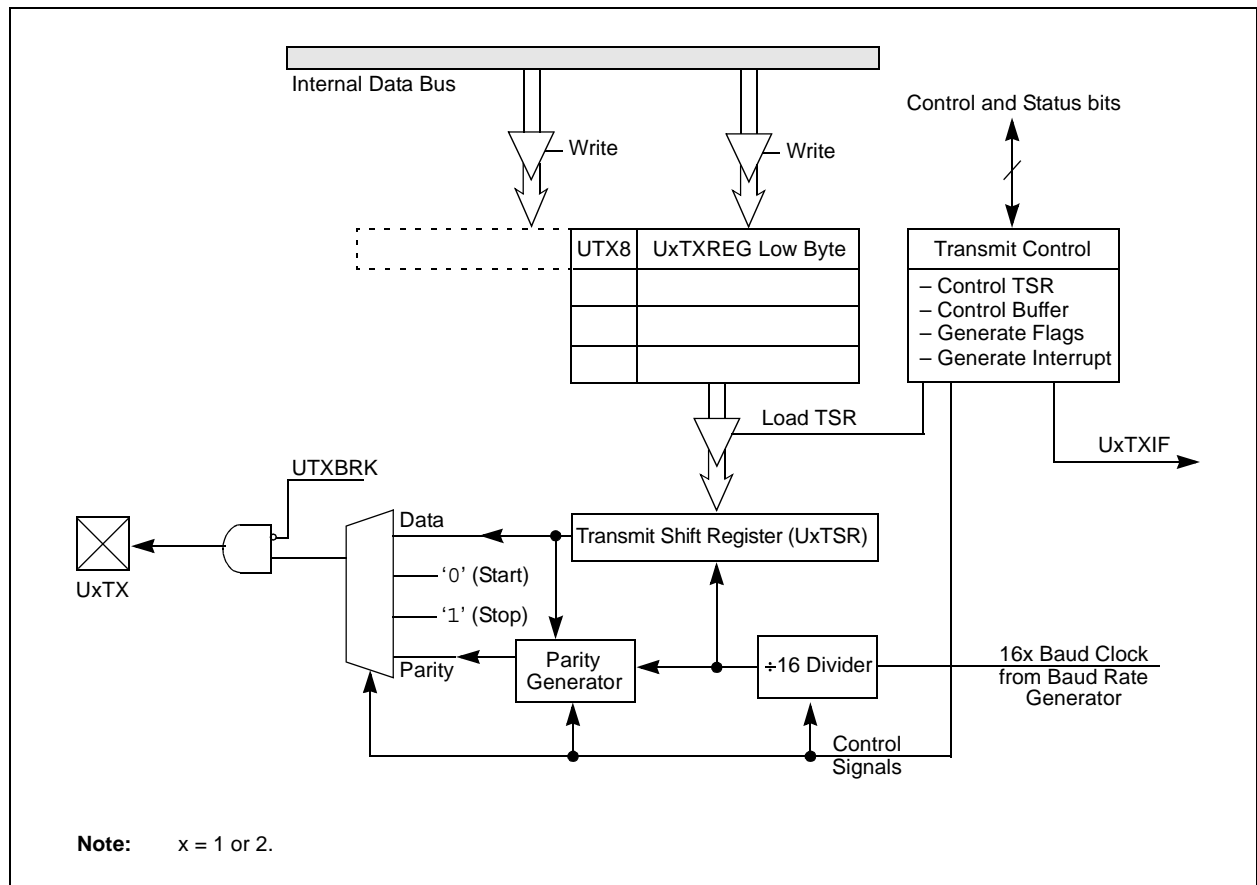 Internal Data Bus
Control and Status bits
Write
Write
UTX8
UxTXREG Low Byte
Transmit Control
– Control TSR
– Control Buffer
– Generate Flags
– Generate Interrupt
Load TSR
UxTXIF
UTXBRK
Data
Transmit Shift Register (UxTSR)
UxTX
‘0’ (Start)
‘1’ (Stop)
Parity
Parity
Generator
÷16 Divider
16x Baud Clock
from Baud Rate
Generator
Control
Signals
Note: x = 1 or 2.